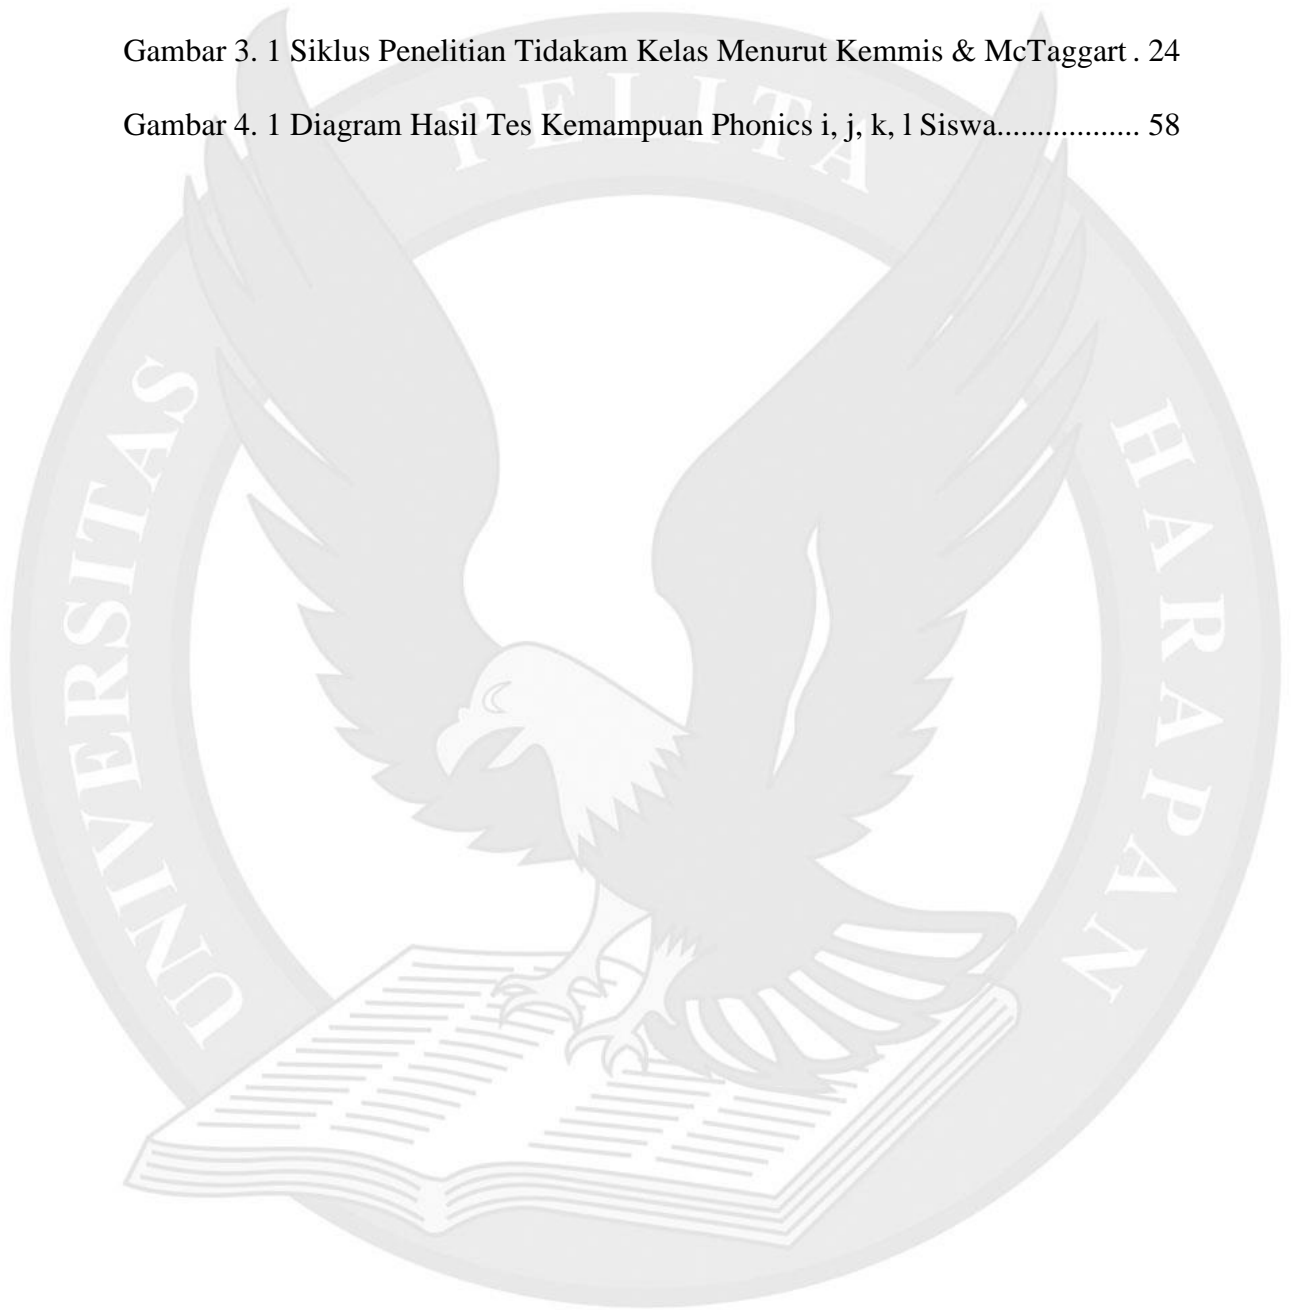 Gambar 3. 1 Siklus Penelitian Tidakam Kelas Menurut Kemmis & McTaggart . 24
Gambar 4. 1 Diagram Hasil Tes Kemampuan Phonics i, j, k, l Siswa.................. 58
UNIVERSITAS PELITA HARAPAN